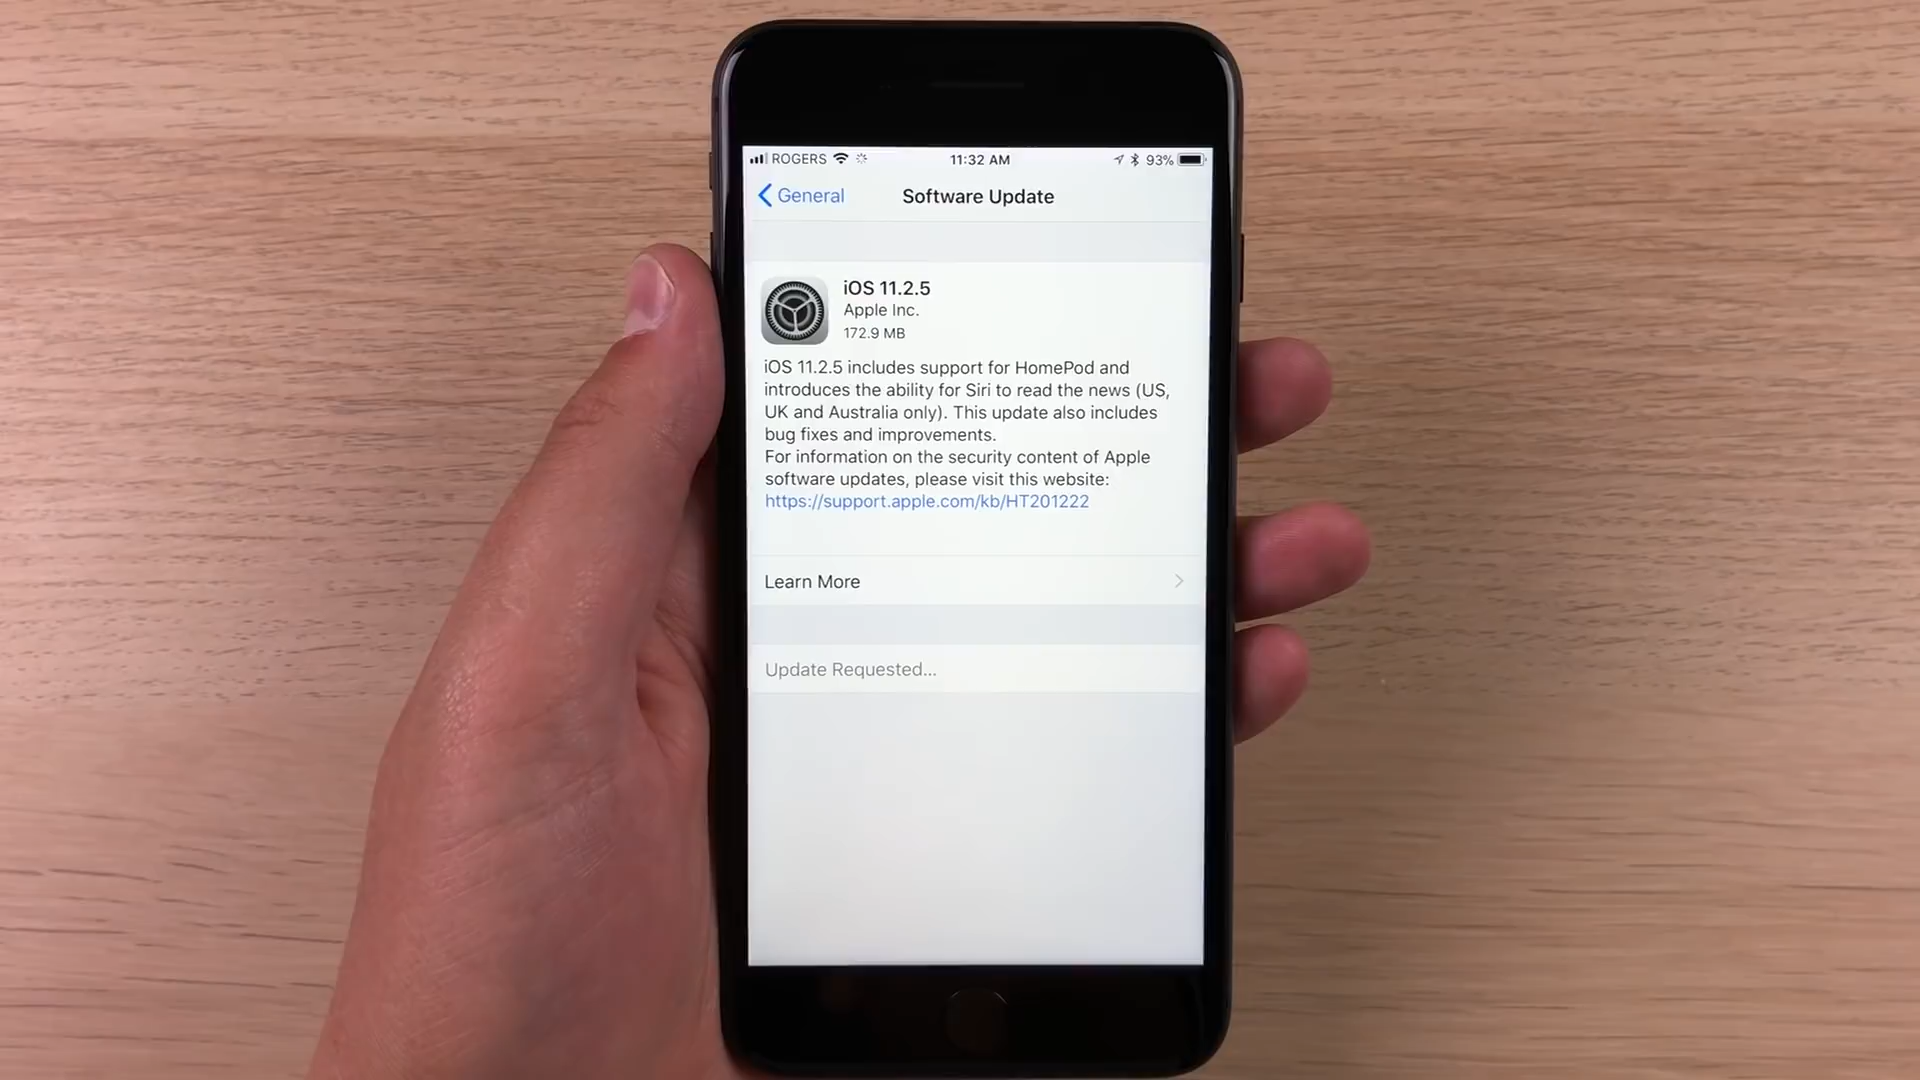 ROGERS 11:32 AM 93%
General Software Update
iOS 11.2.5
Apple Inc.
172.9 MB
iOS 11.2.5 includes support for HomePod and
introduces the ability for Siri to read the news (US,
UK and Australia only). This update also includes
bug fixes and improvements.
For information on the security content of Apple
software updates, please visit this website:
https://support.apple.com/kb/HT201222
Learn More
Update Requested...